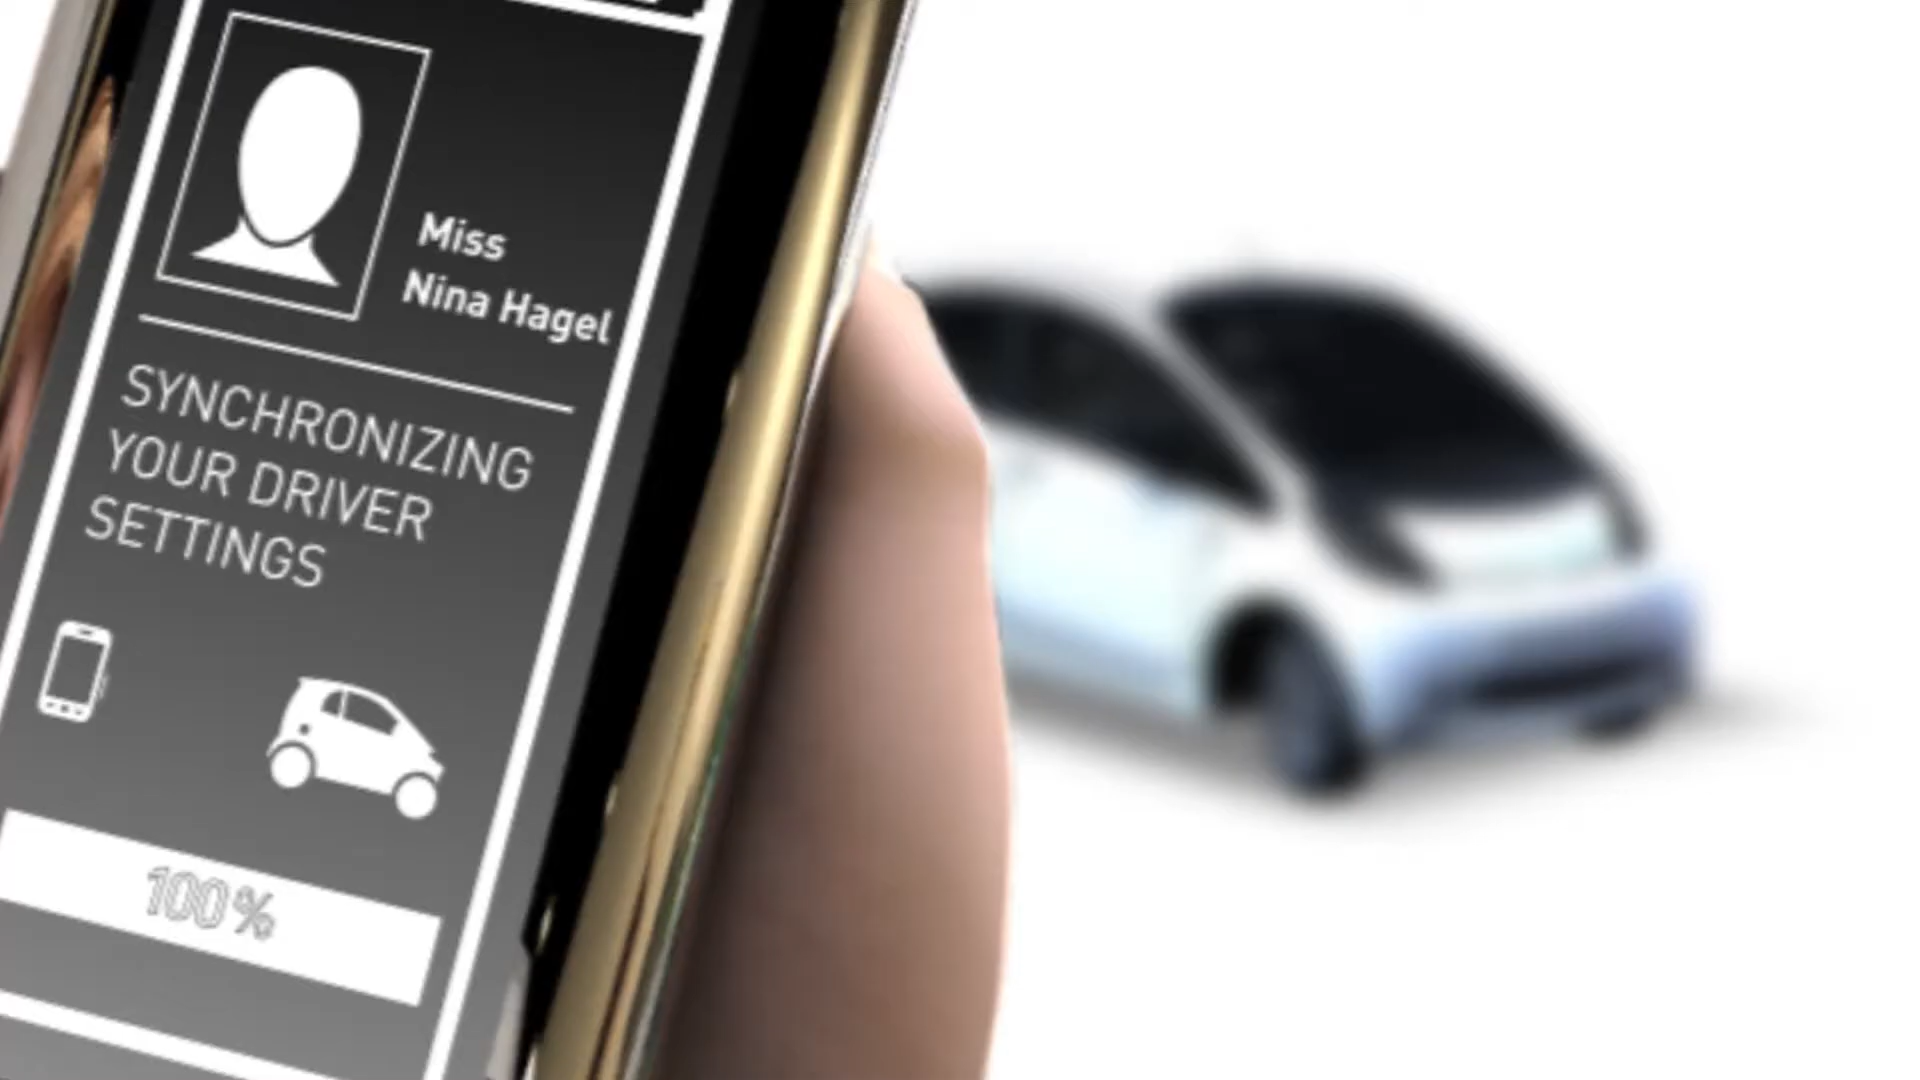 Miss
Nina Hagel
SYNCHRONIZING
YOUR DRIVER
SETTINGS
100%